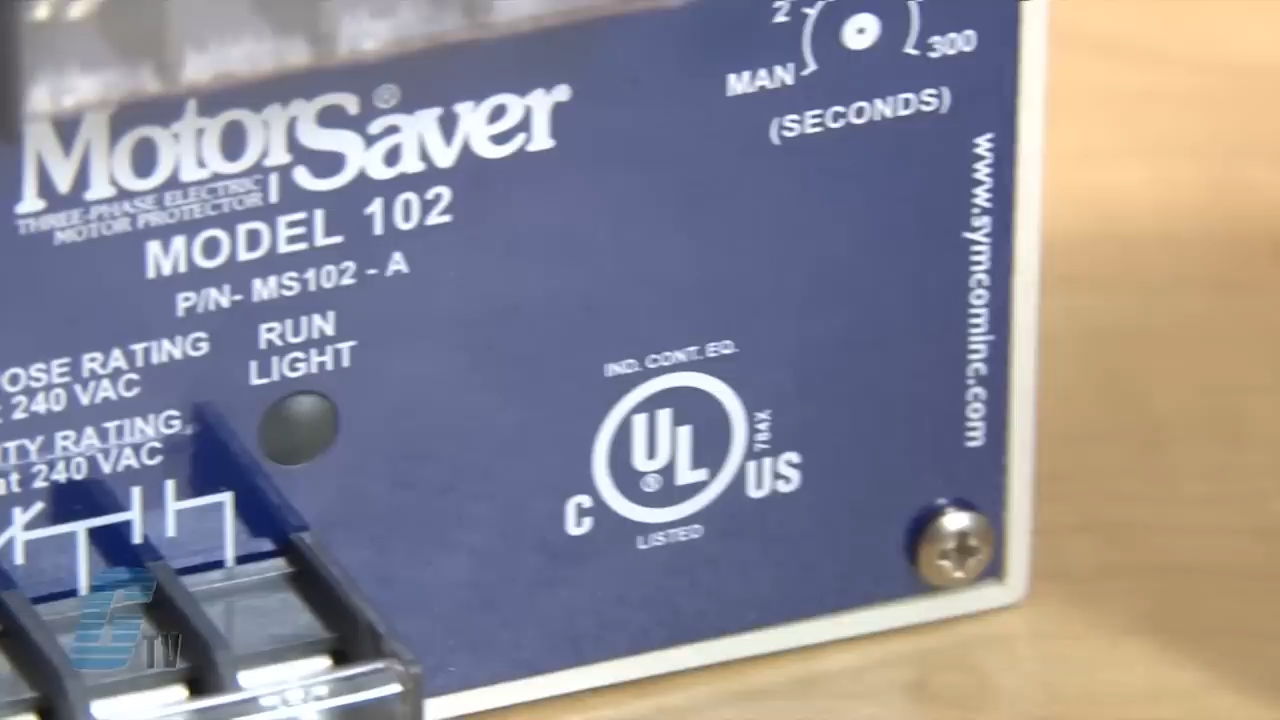 2
300
MAN
(SECONDS)
MotorSaver®
THREE-PHASE ELECTRIC
MOTOR PROTECTOR
MODEL 102
P/N- MS102 - A
OSE RATING
240 VAC
RUN
LIGHT
TY RATING,
at 240 VAC
IND. CONT. EQ.
UL
®
784X
C
US
LISTED
www.symcominc.com
TV